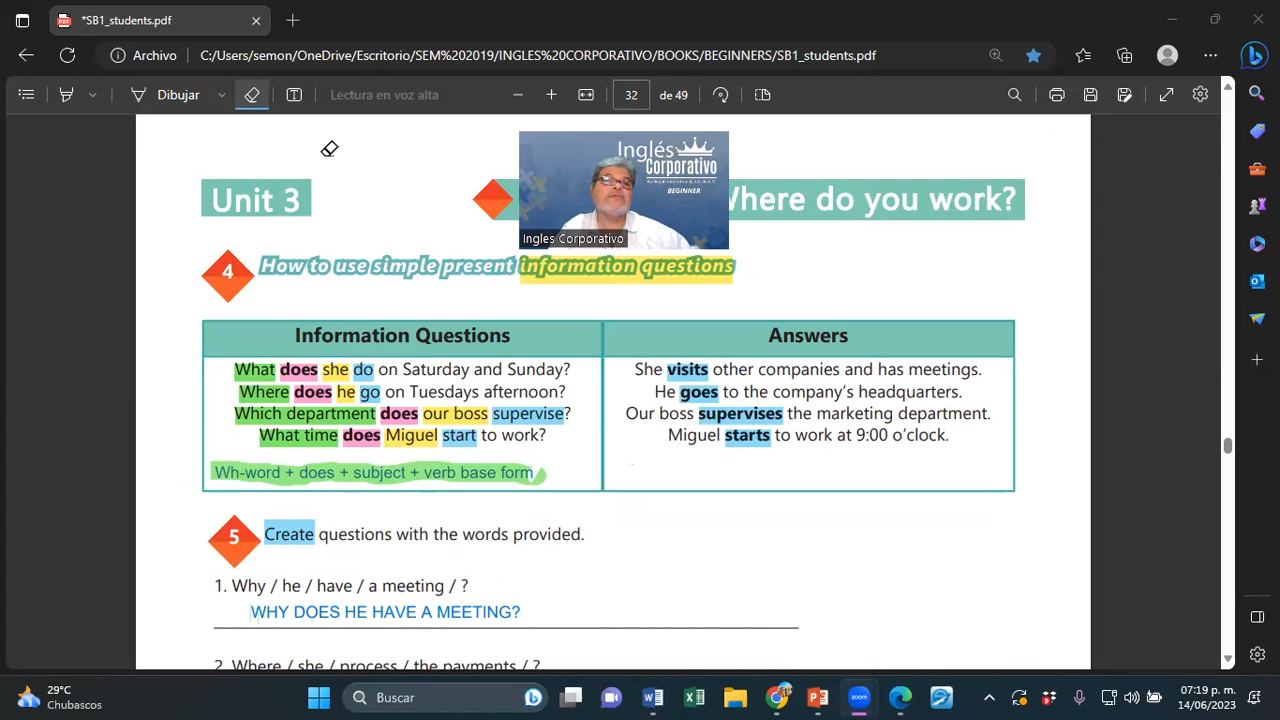 *SB1_students.pdf
Archivo
C:/Users/semon/OneDrive/Escritorio/SEM%202019/INGLES%20CORPORATIVO/BOOKS/BEGINNERS/SB1_students.pdf
Dibujar
Lectura en voz alta
32 de 49
Inglés
Corporativo
BEGINNER
Ingles Corporativo
Unit 3
Where do you work?
4 How to use simple present information questions
Information Questions
What does she do on Saturday and Sunday?
Where does he go on Tuesdays afternoon?
Which department does our boss supervise?
What time does Miguel start to work?
Wh-word + does + subject + verb base form
Answers
She visits other companies and has meetings.
He goes to the company’s headquarters.
Our boss supervises the marketing department.
Miguel starts to work at 9:00 o’clock.
5 Create questions with the words provided.
1. Why / he / have / a meeting / ?
WHY DOES HE HAVE A MEETING?
2. Where / she / process / the payments / ?
29°C
Chubascos
Buscar
07:19 p. m.
14/06/2023